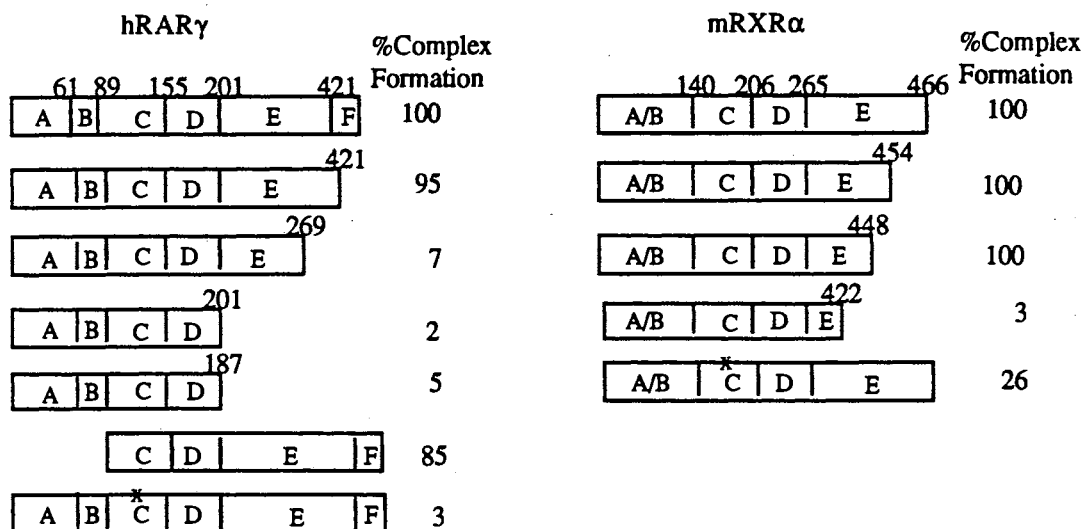 hRARγ
%Complex
Formation
61 89 155 201 421
A B C D E F 100
421
A B C D E 95
269
A B C D E 7
201
A B C D 2
187
A B C D 5
C D E F 85
x
A B C D E F 3
mRXRα
%Complex
Formation
140 206 265 466
A/B C D E 100
454
A/B C D E 100
448
A/B C D E 100
422
A/B C D E 3
x
A/B C D E 26